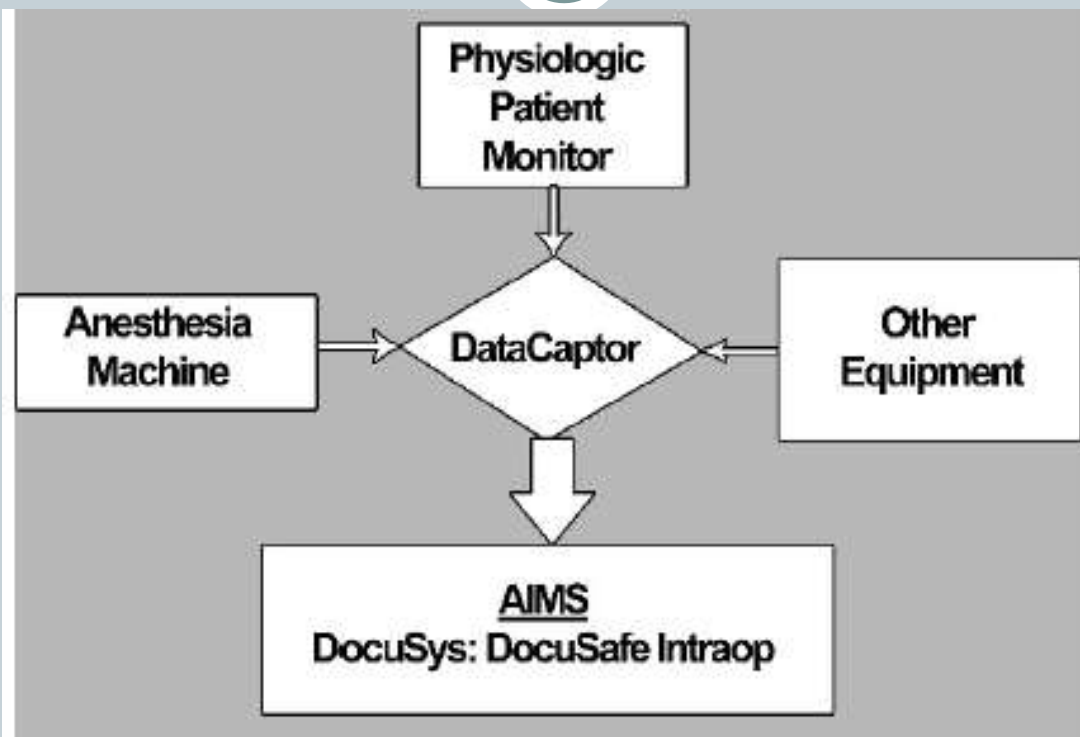 Physiologic
Patient
Monitor
Anesthesia
Machine
DataCaptor
Other
Equipment
AIMS
DocuSys: DocuSafe Intraop